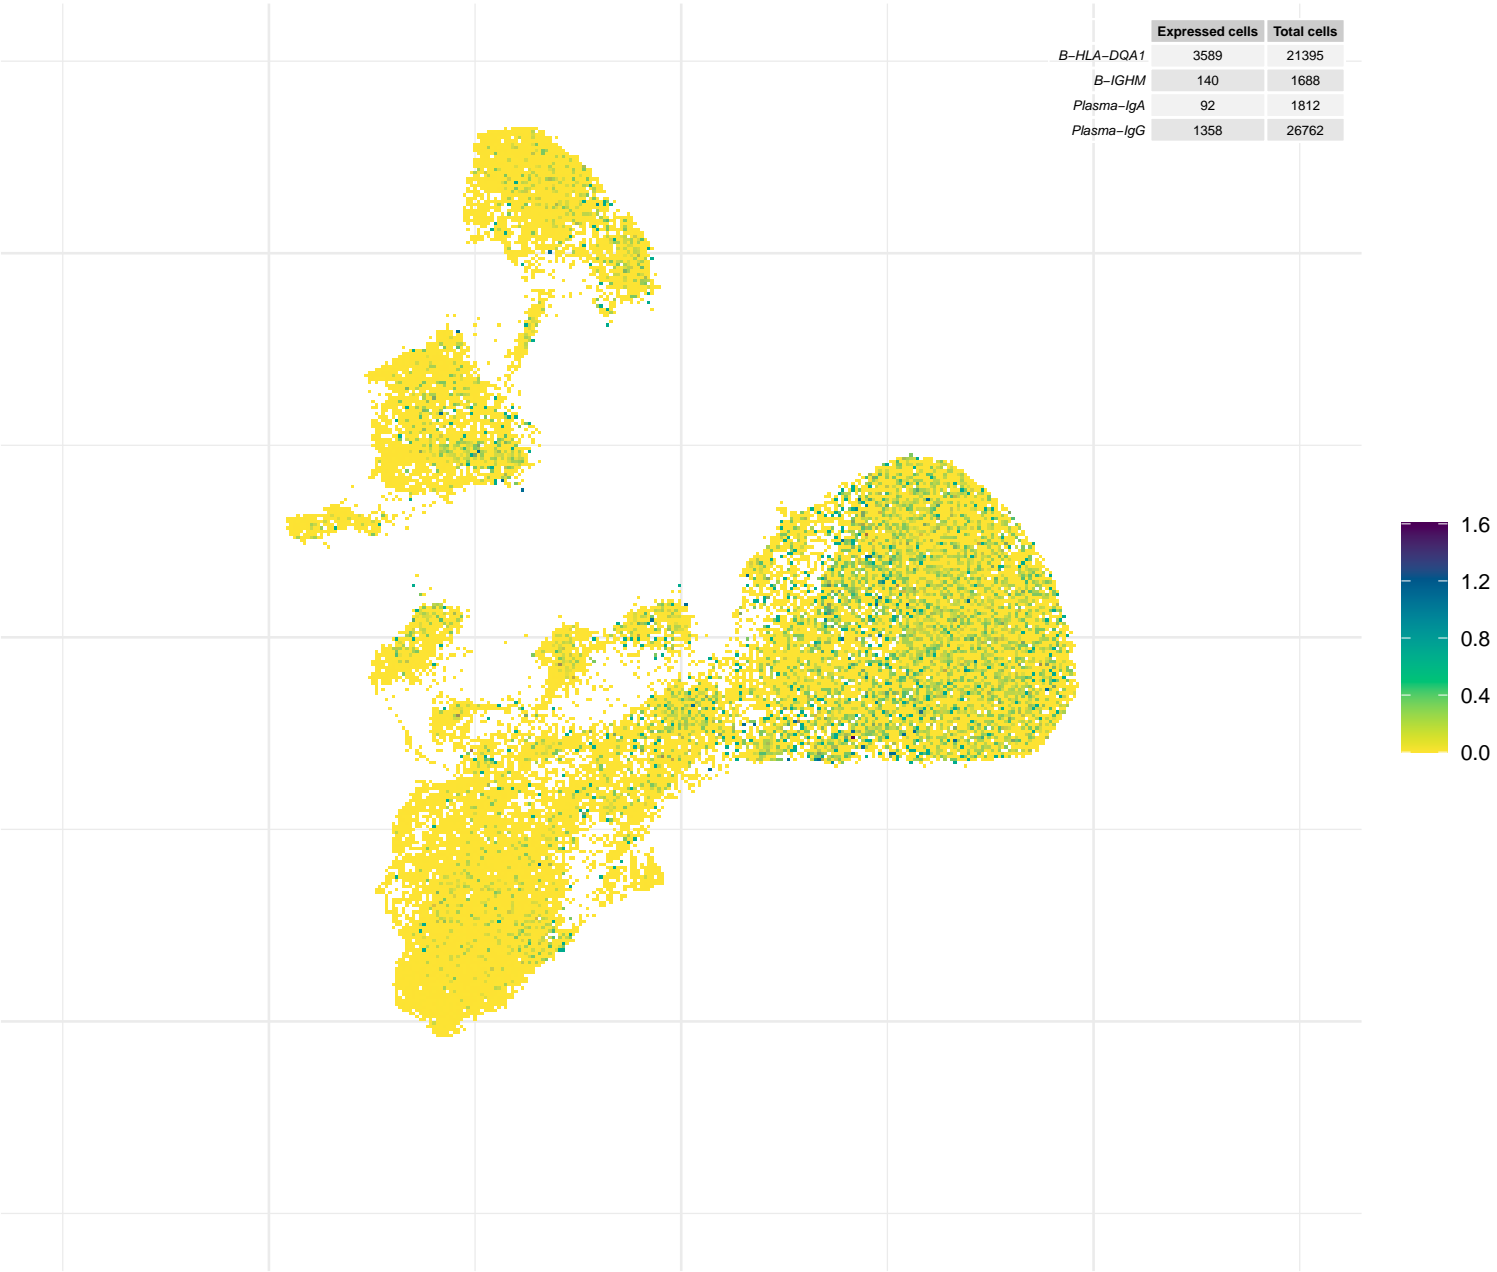 Expressed cells Total cells
B−HLA−DQA1 3589 21395
B−IGHM 140 1688
Plasma−IgA 92 1812
Plasma−IgG 1358 26762
1.6
1.2
0.8
0.4
0.0